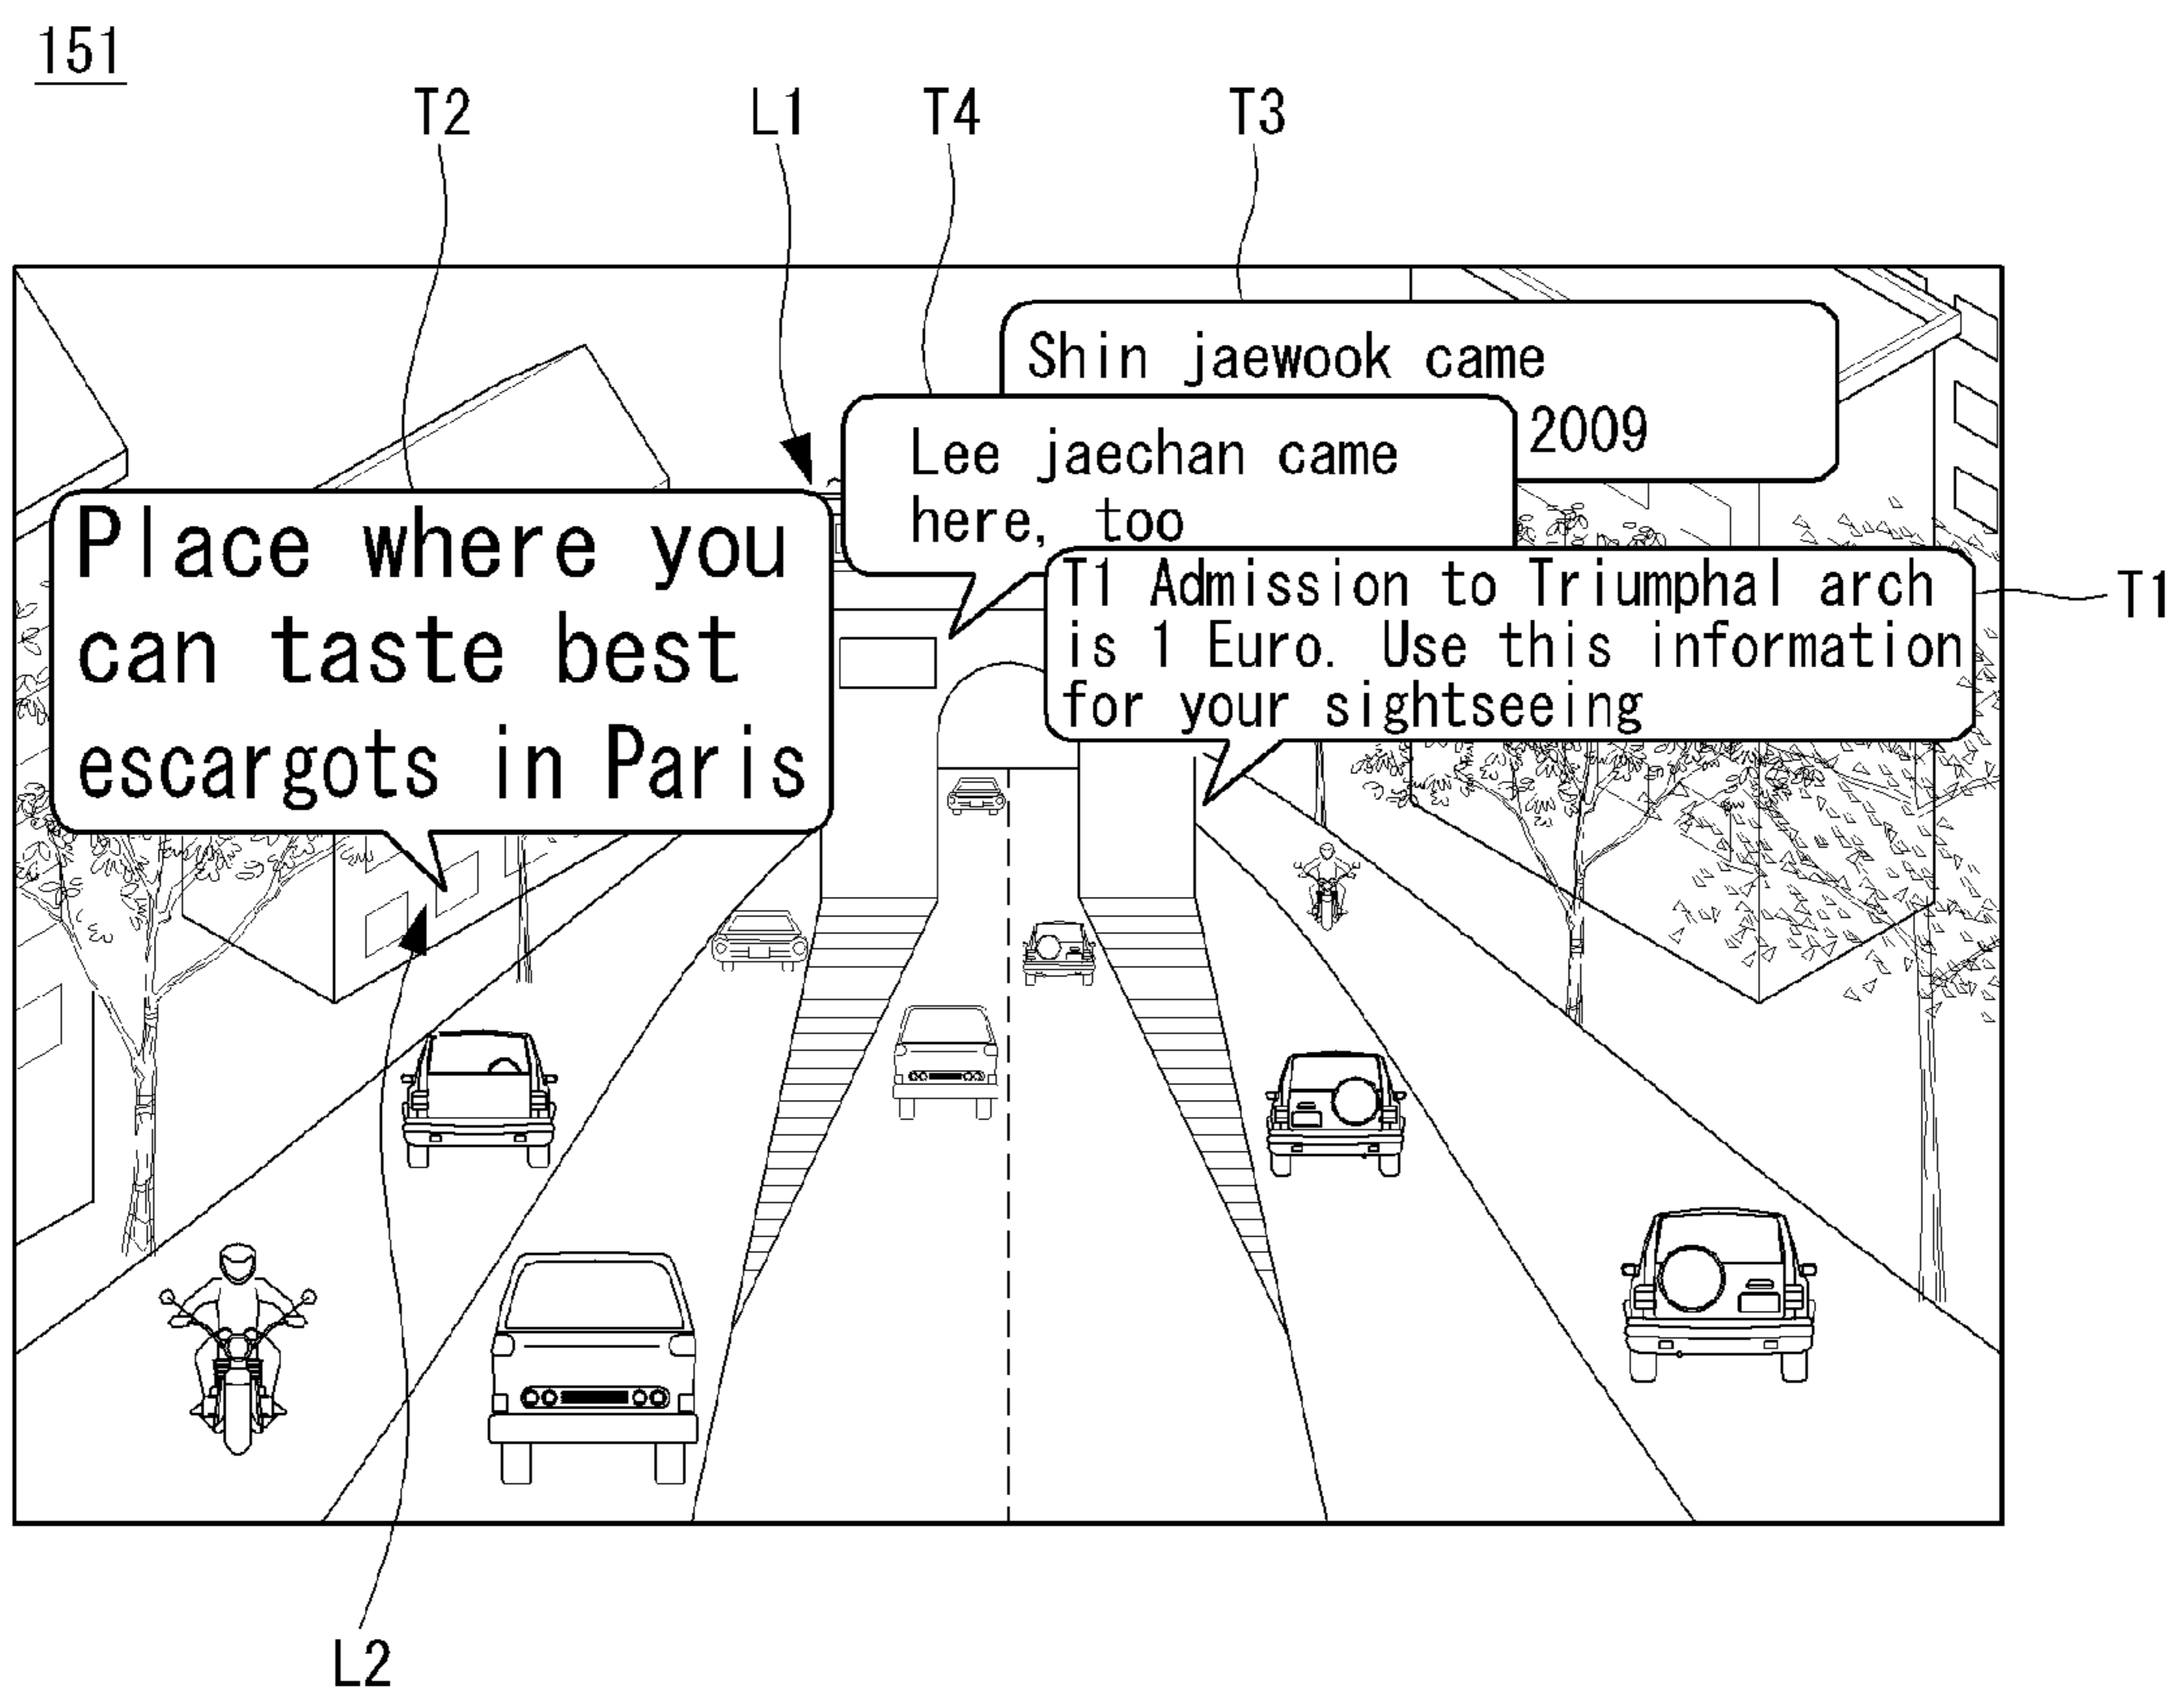 151
T2 L1 T4 T3
Shin jaewook came
2009
Lee jaechan came
here, too
Place where you
can taste best
escargots in Paris
T1 Admission to Triumphal arch
is 1 Euro. Use this information
for your sightseeing
T1
L2